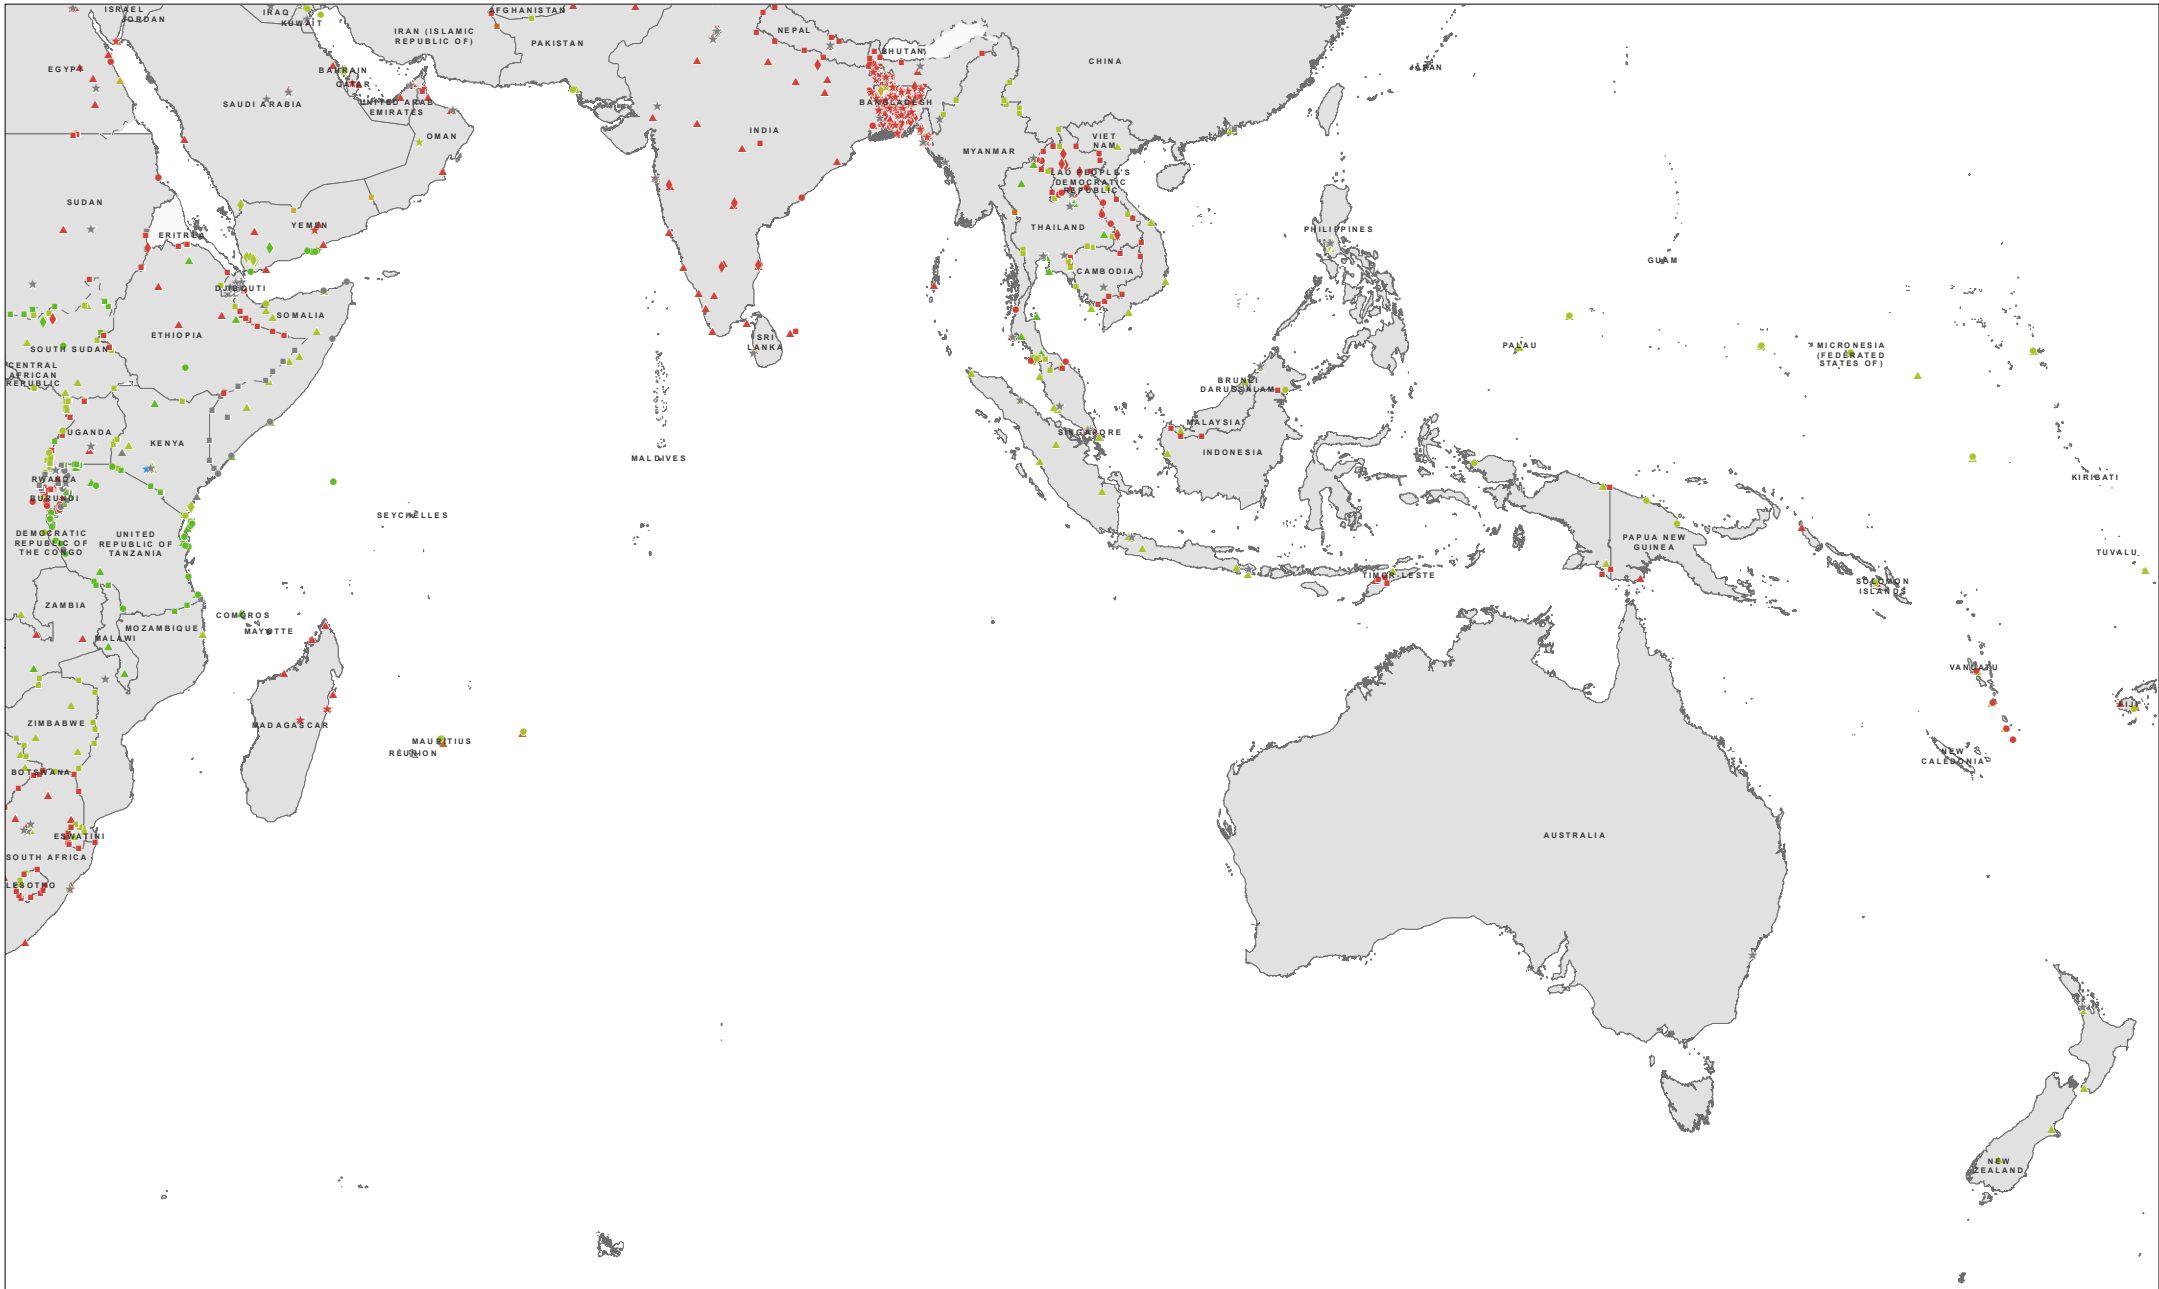 ISRAEL
JORDAN
IRAQ
KUWAIT
IRAN (ISLAMIC
REPUBLIC OF)
AFGHANISTAN
PAKISTAN
NEPAL
BHUTAN
CHINA
JAPAN
EGYPT
BAHRAIN
QATAR
SAUDI ARABIA
UNITED ARAB
EMIRATES
OMAN
INDIA
BANGLADESH
MYANMAR
VIET
NAM
LAO PEOPLE'S
DEMOCRATIC
REPUBLIC
SUDAN
ERITREA
YEMEN
THAILAND
PHILIPPINES
GUAM
DJIBOUTI
SOMALIA
CAMBODIA
ETHIOPIA
SOUTH SUDAN
SRI
LANKA
PALAU
MICRONESIA
(FEDERATED
STATES OF)
CENTRAL
AFRICAN
REPUBLIC
BRUNEI
DARUSSALAM
UGANDA
KENYA
MALDIVES
SINGAPORE
MALAYSIA
INDONESIA
RWANDA
BURUNDI
KIRIBATI
SEYCHELLES
DEMOCRATIC
REPUBLIC OF
THE CONGO
UNITED
REPUBLIC OF
TANZANIA
PAPUA NEW
GUINEA
TUVALU
TIMOR-LESTE
SOLOMON
ISLANDS
ZAMBIA
COMOROS
MAYOTTE
MOZAMBIQUE
MALAWI
VANUATU
ZIMBABWE
MADAGASCAR
MAURITIUS
RÉUNION
FIJI
NEW
CALEDONIA
BOTSWANA
ESWATINI
AUSTRALIA
SOUTH AFRICA
LESOTHO
NEW
ZEALAND